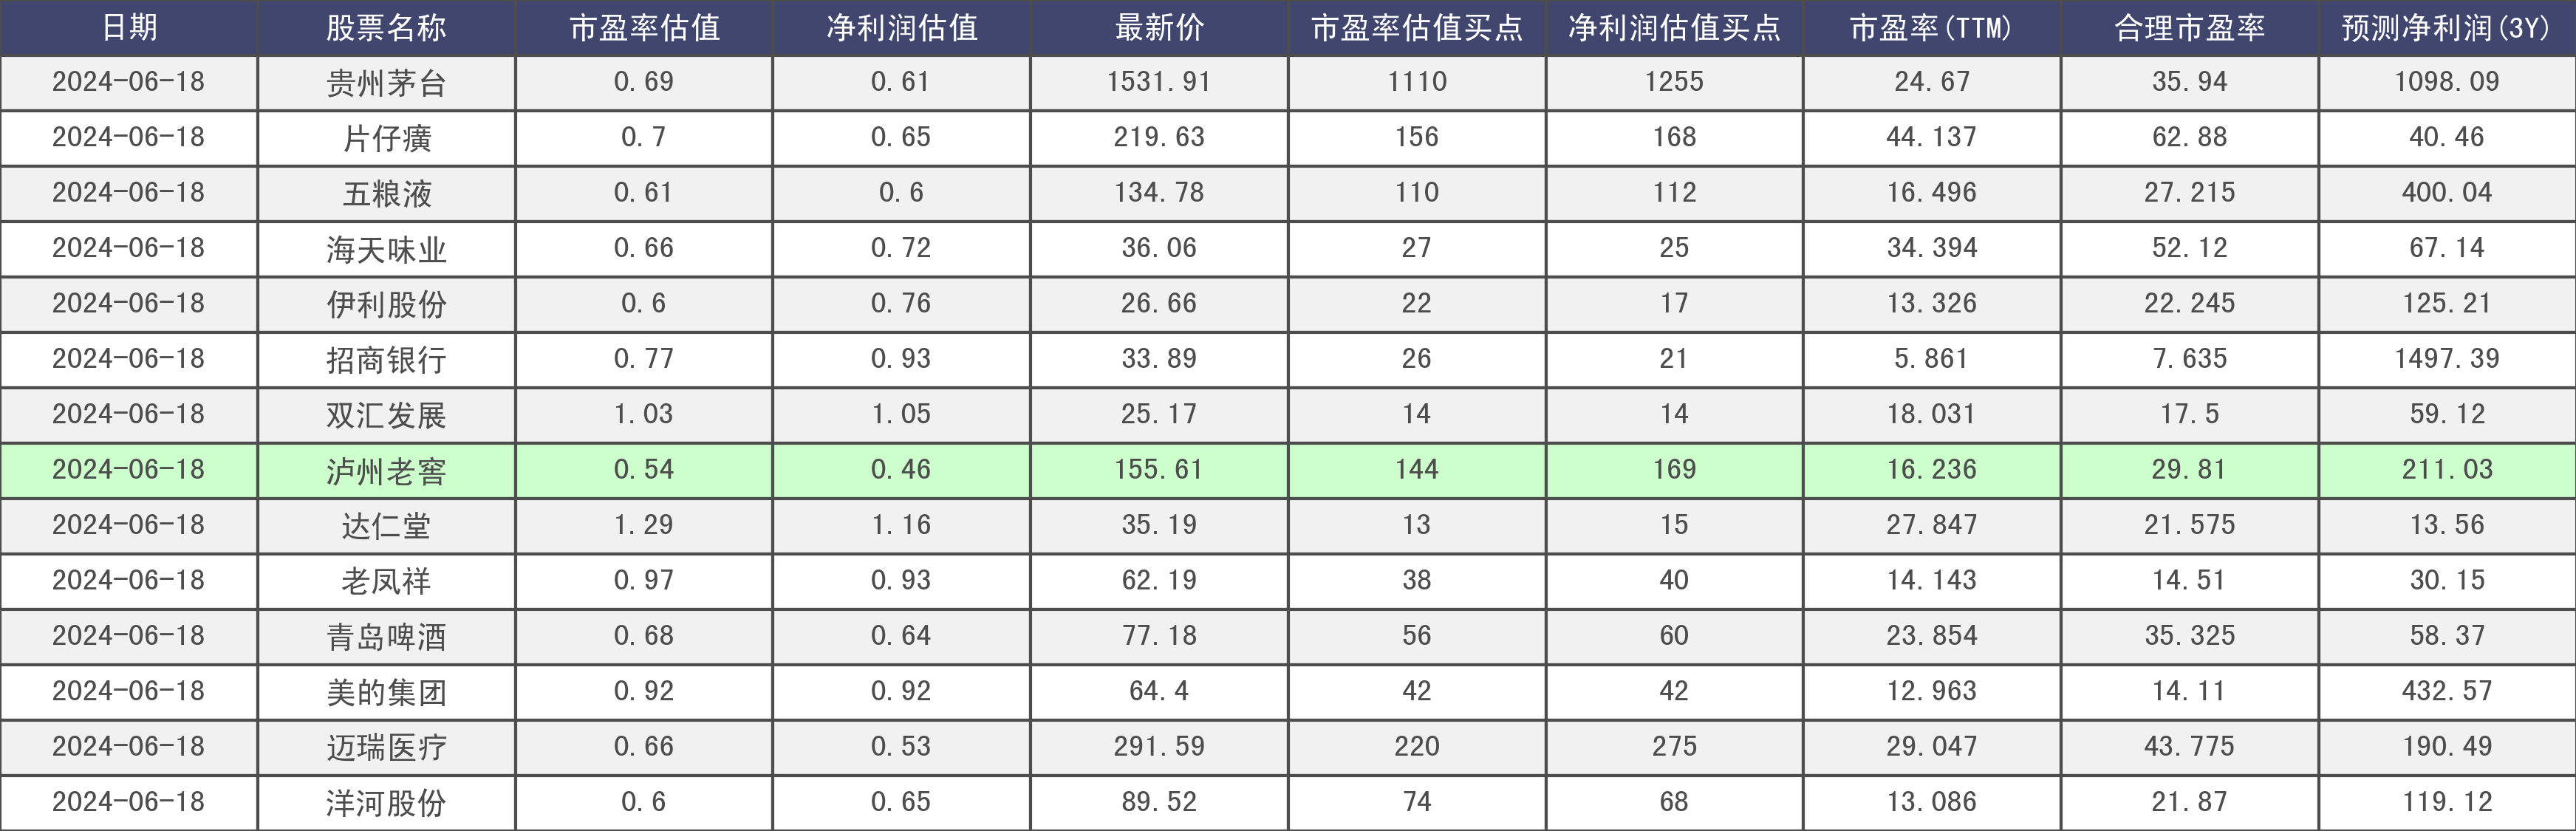 日期 股票名称 市盈率估值 净利润估值 最新价 市盈率估值买点 净利润估值买点 市盈率(TTM) 合理市盈率 预测净利润(3Y)
2024-06-18 贵州茅台 0.69 0.61 1531.91 1110 1255 24.67 35.94 1098.09
2024-06-18 片仔癀 0.7 0.65 219.63 156 168 44.137 62.88 40.46
2024-06-18 五粮液 0.61 0.6 134.78 110 112 16.496 27.215 400.04
2024-06-18 海天味业 0.66 0.72 36.06 27 25 34.394 52.12 67.14
2024-06-18 伊利股份 0.6 0.76 26.66 22 17 13.326 22.245 125.21
2024-06-18 招商银行 0.77 0.93 33.89 26 21 5.861 7.635 1497.39
2024-06-18 双汇发展 1.03 1.05 25.17 14 14 18.031 17.5 59.12
2024-06-18 泸州老窖 0.54 0.46 155.61 144 169 16.236 29.81 211.03
2024-06-18 达仁堂 1.29 1.16 35.19 13 15 27.847 21.575 13.56
2024-06-18 老凤祥 0.97 0.93 62.19 38 40 14.143 14.51 30.15
2024-06-18 青岛啤酒 0.68 0.64 77.18 56 60 23.854 35.325 58.37
2024-06-18 美的集团 0.92 0.92 64.4 42 42 12.963 14.11 432.57
2024-06-18 迈瑞医疗 0.66 0.53 291.59 220 275 29.047 43.775 190.49
2024-06-18 洋河股份 0.6 0.65 89.52 74 68 13.086 21.87 119.12